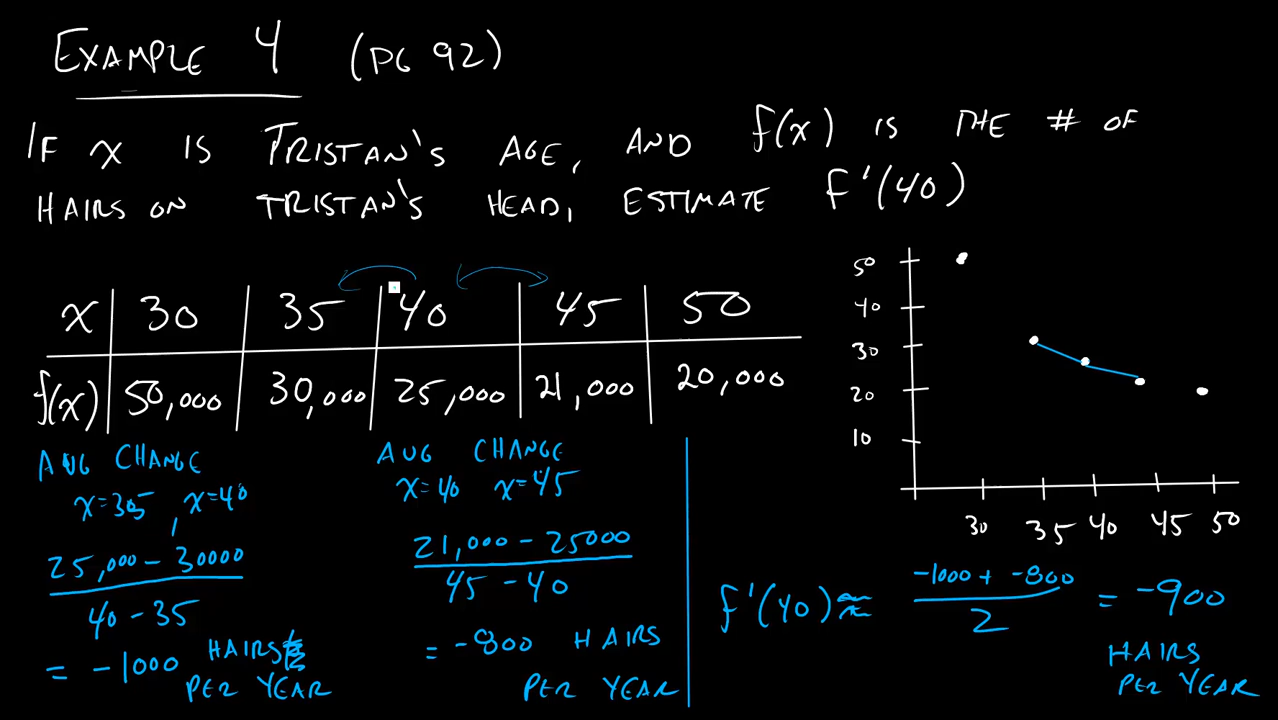 EXAMPLE 4 (PG 92)
IF x IS TRISTAN'S AGE, AND f(x) IS THE # OF
HAIRS ON TRISTAN'S HEAD, ESTIMATE F'(40)
x 30 35 40 45 50
f(x) 50,000 30,000 25,000 21,000 20,000
AVG CHANGE
x=35, x=40
25,000 - 30000
40 - 35
= -1000 HAIRS
PER YEAR
AVG CHANGE
x=40 x=45
21,000 - 25000
45 - 40
= -800 HAIRS
PER YEAR
50
40
30
20
10
30 35 40 45 50
f'(40) ≈ -1000 + -800 = -900
2
HAIRS
PER YEAR